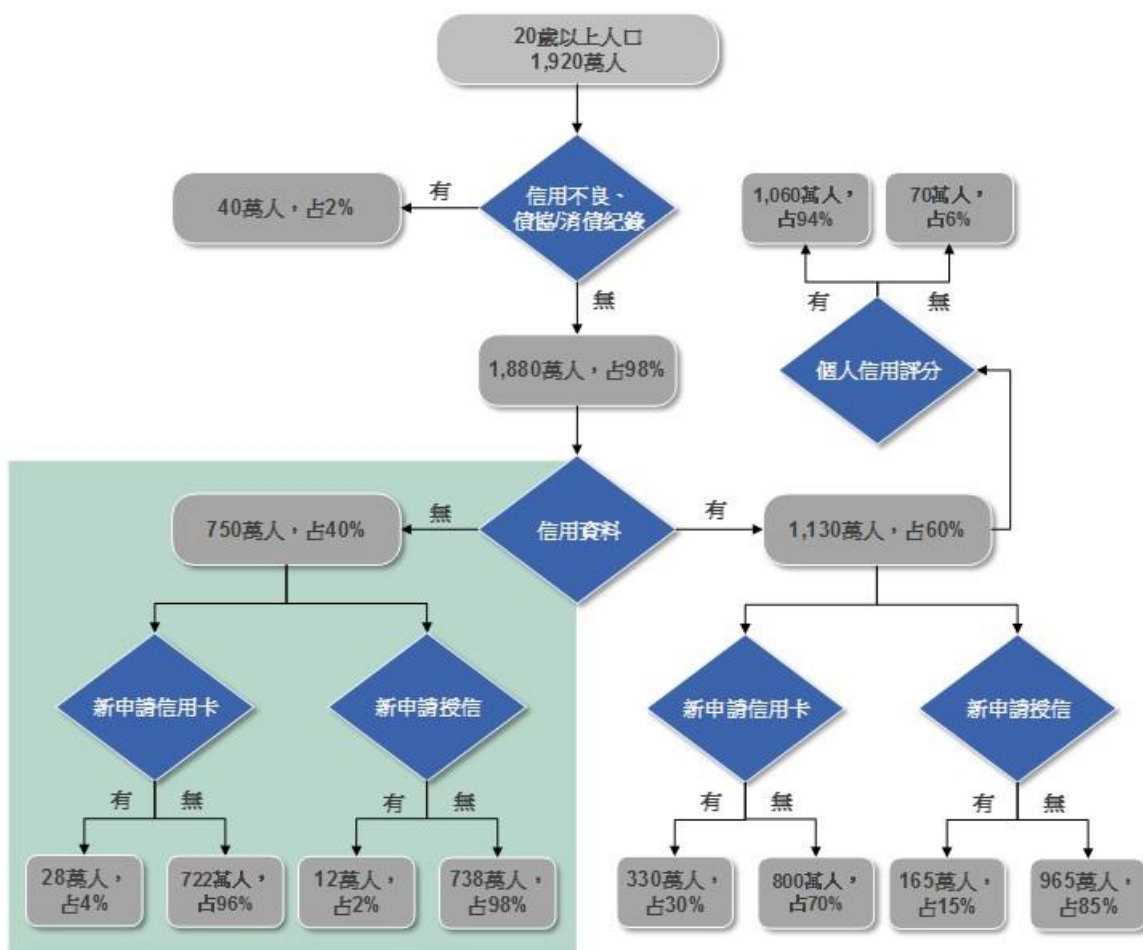 20歲以上人口
1,920萬人
信用不良、
債協/消債紀錄
有
40萬人，占2%
無
1,880萬人，占98%
1,060萬人，
占94%
70萬人，
占6%
有
無
個人信用評分
信用資料
無
750萬人，占40%
有
1,130萬人，占60%
新申請信用卡
新申請授信
新申請信用卡
新申請授信
有
無
有
無
有
無
有
無
28萬人，
占4%
722萬人，
占96%
12萬人，
占2%
738萬人，
占98%
330萬人，
占30%
800萬人，
占70%
165萬人，
占15%
965萬人，
占85%